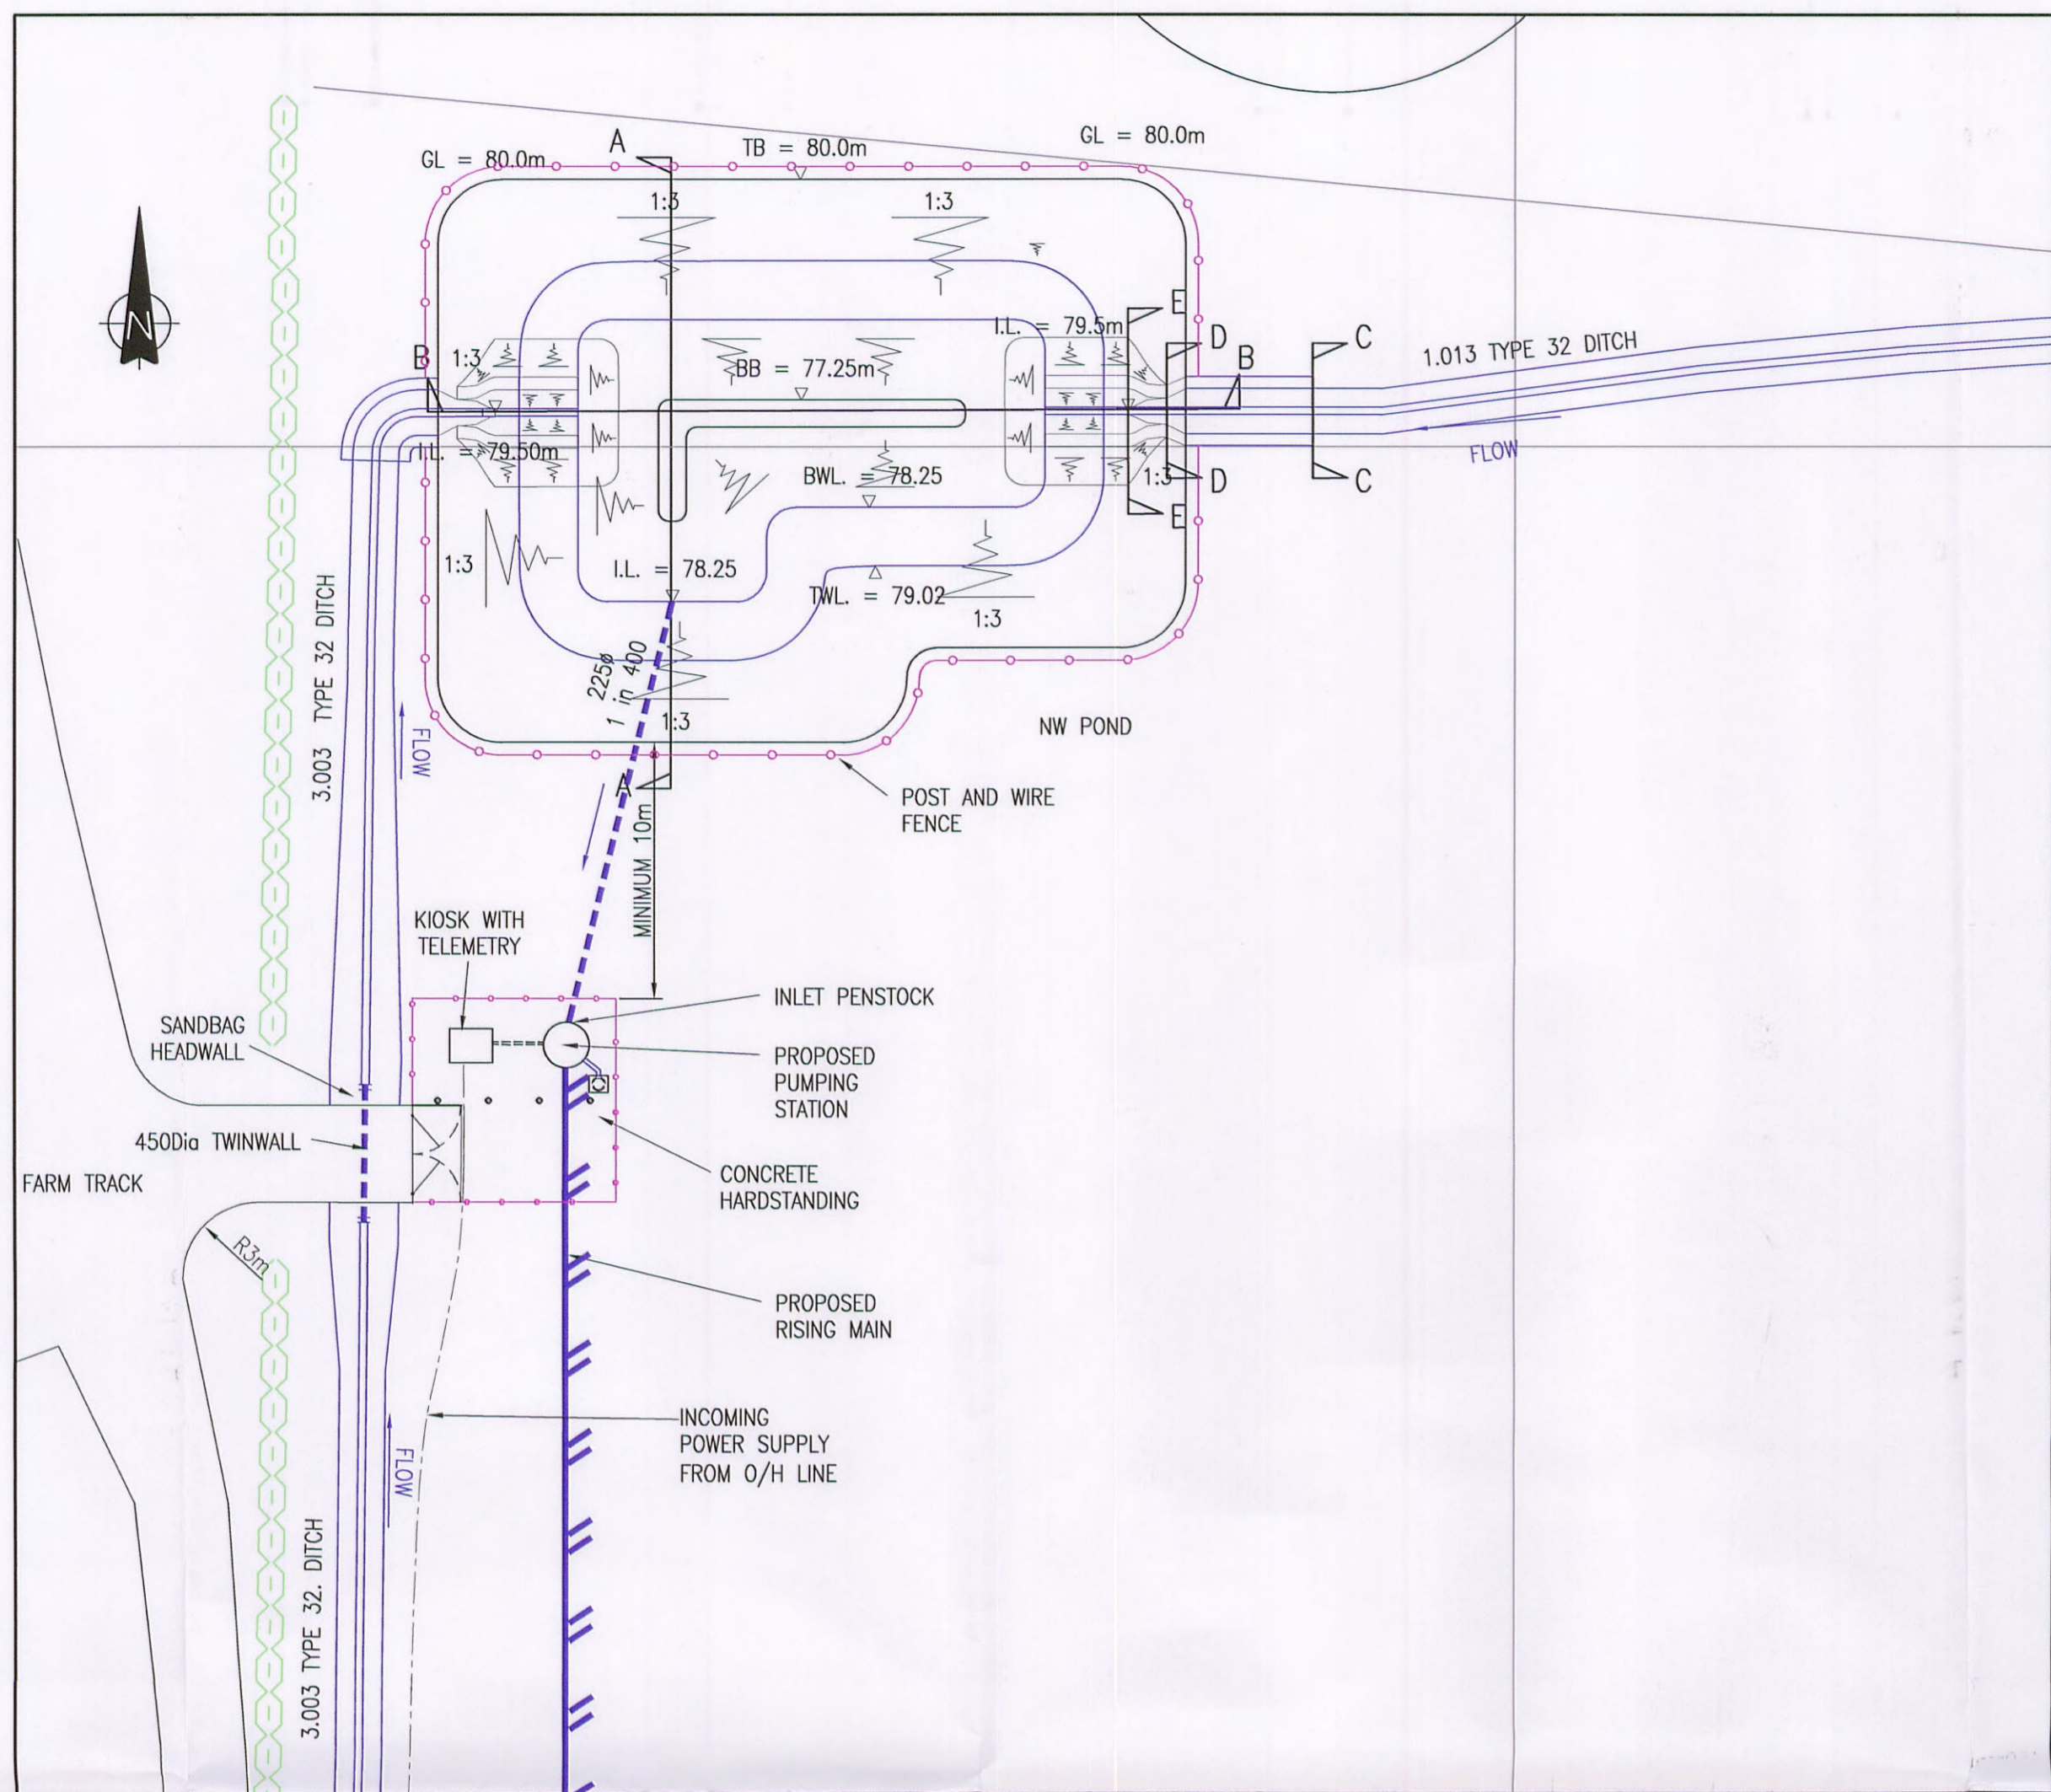 A
TB = 80.0m
GL = 80.0m
GL = 80.0m
1:3
1:3
N
E
I.L. = 79.5m
D
B
C
1.013 TYPE 32 DITCH
B
1:3
BB = 77.25m
FLOW
I.L. = 79.50m
BWL. = 78.25
1:3
D
C
E
1:3
I.L. = 78.25
TWL. = 79.02
1:3
3.003 TYPE 32 DITCH
225ø
1 in 400
1:3
NW POND
FLOW
A
POST AND WIRE
FENCE
MINIMUM 10m
KIOSK WITH
TELEMETRY
INLET PENSTOCK
SANDBAG
HEADWALL
PROPOSED
PUMPING
STATION
450Dia TWINWALL
FARM TRACK
CONCRETE
HARDSTANDING
R3m
PROPOSED
RISING MAIN
INCOMING
POWER SUPPLY
FROM O/H LINE
FLOW
3.003 TYPE 32. DITCH